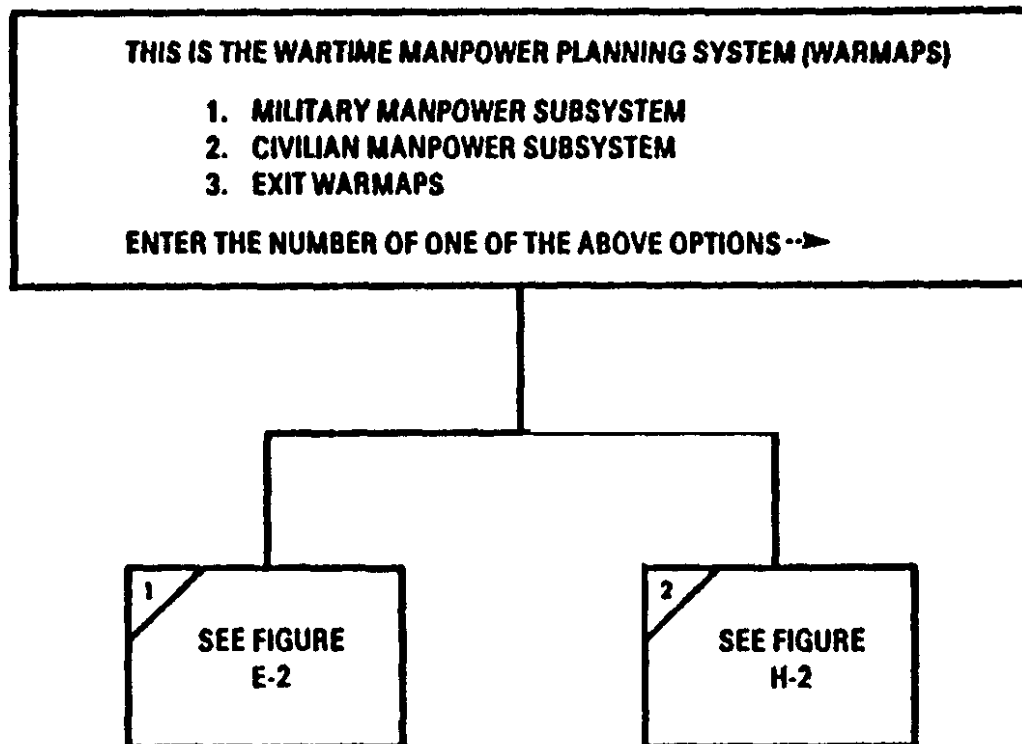 THIS IS THE WARTIME MANPOWER PLANNING SYSTEM (WARMAPS)
1. MILITARY MANPOWER SUBSYSTEM
2. CIVILIAN MANPOWER SUBSYSTEM
3. EXIT WARMAPS
ENTER THE NUMBER OF ONE OF THE ABOVE OPTIONS --➤
1
SEE FIGURE
E-2
2
SEE FIGURE
H-2